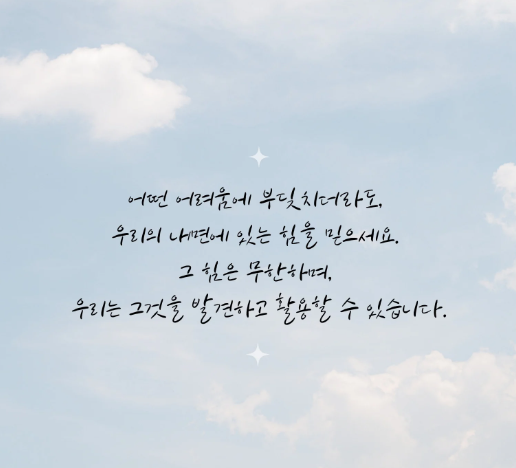 어떤 어려움에 부딪치더라도,
우리의 내면에 있는 힘을 믿으세요.
그 힘은 무한하며,
우리는 그것을 발견하고 활용할 수 있습니다.